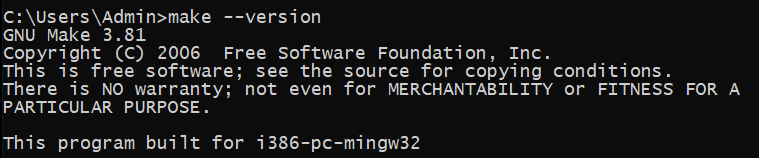 C:\Users\Admin>make --version
GNU Make 3.81
Copyright (C) 2006  Free Software Foundation, Inc.
This is free software; see the source for copying conditions.
There is NO warranty; not even for MERCHANTABILITY or FITNESS FOR A
PARTICULAR PURPOSE.

This program built for i386-pc-mingw32